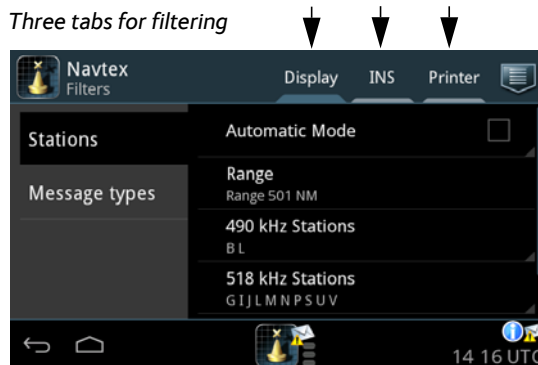 Three tabs for filtering
Navtex
Filters
Display INS Printer
Stations
Message types
Automatic Mode
Range
Range 501 NM
490 kHz Stations
B L
518 kHz Stations
G I J L M N P S U V
14 16 UTC